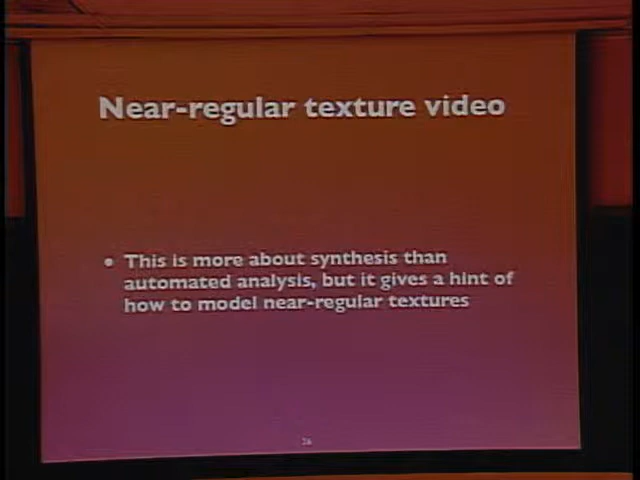 Near-regular texture video
• This is more about synthesis than
automated analysis, but it gives a hint of
how to model near-regular textures
26